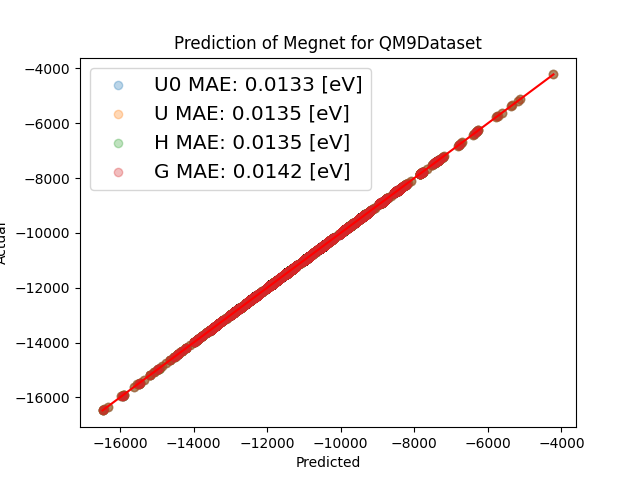 Prediction of Megnet for QM9Dataset
U0 MAE: 0.0133 [eV]
U MAE: 0.0135 [eV]
H MAE: 0.0135 [eV]
G MAE: 0.0142 [eV]
−4000
−6000
−8000
−10000
−12000
−14000
−16000
Actual
−16000 −14000 −12000 −10000 −8000 −6000 −4000
Predicted